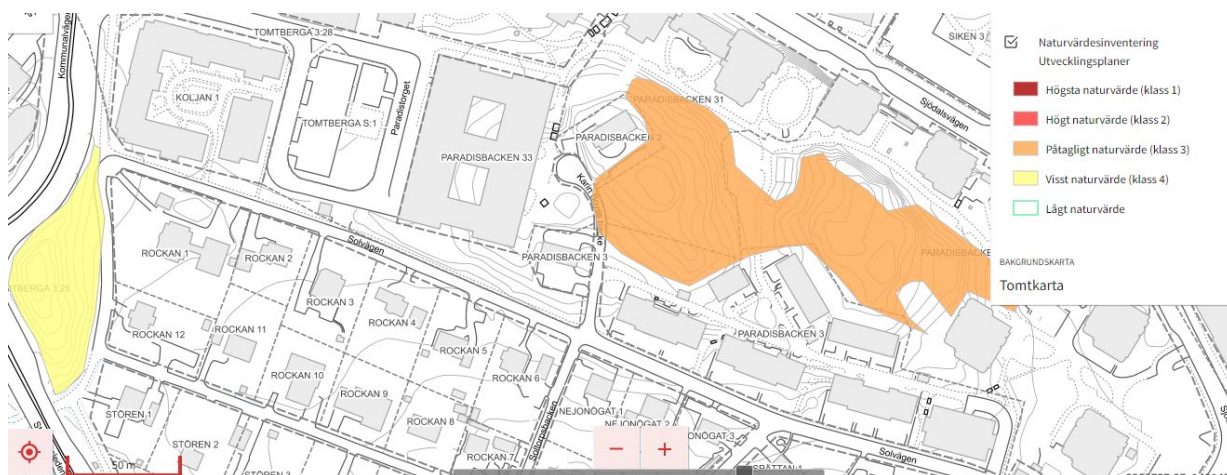 Kommunalvägen
TOMTBERGA 3:28
KOLJAN 1
TOMTBERGA S:1
Paradistorget
PARADISBACKEN 33
PARADISBACKEN 31
PARADISBACKEN 2
Sjödalsvägen
SIKEN 3
Karin
Solvägen
PARADISBACKEN 3
ROCKAN 1
ROCKAN 2
ROCKAN 3
ROCKAN 4
ROCKAN 5
ROCKAN 6
ROCKAN 12
ROCKAN 11
ROCKAN 10
ROCKAN 9
ROCKAN 8
ROCKAN 7
PARADISBACKE
PARADISBACKEN 3
STÖREN 1
STÖREN 2
NEJONÖGAT 1
NEJONÖGAT 2
JONÖGAT 3
Solvägen
50 m
Naturvärdesinventering
Utvecklingsplaner
Högsta naturvärde (klass 1)
Högt naturvärde (klass 2)
Påtagligt naturvärde (klass 3)
Visst naturvärde (klass 4)
Lågt naturvärde
BAKGRUNDSKARTA
Tomtkarta